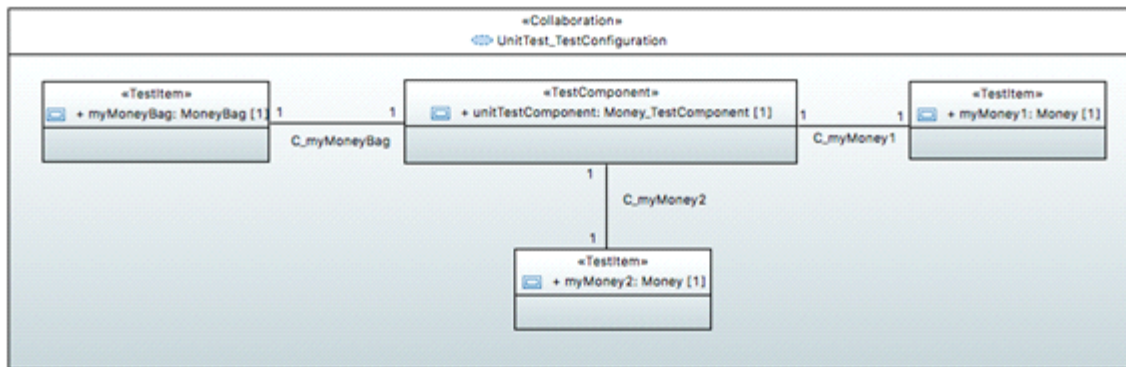 «Collaboration»
UnitTest_TestConfiguration
«TestItem»
+ myMoneyBag: MoneyBag [1]
1
1
C_myMoneyBag
«TestComponent»
+ unitTestComponent: Money_TestComponent [1]
1
1
C_myMoney1
«TestItem»
+ myMoney1: Money [1]
1
C_myMoney2
1
«TestItem»
+ myMoney2: Money [1]